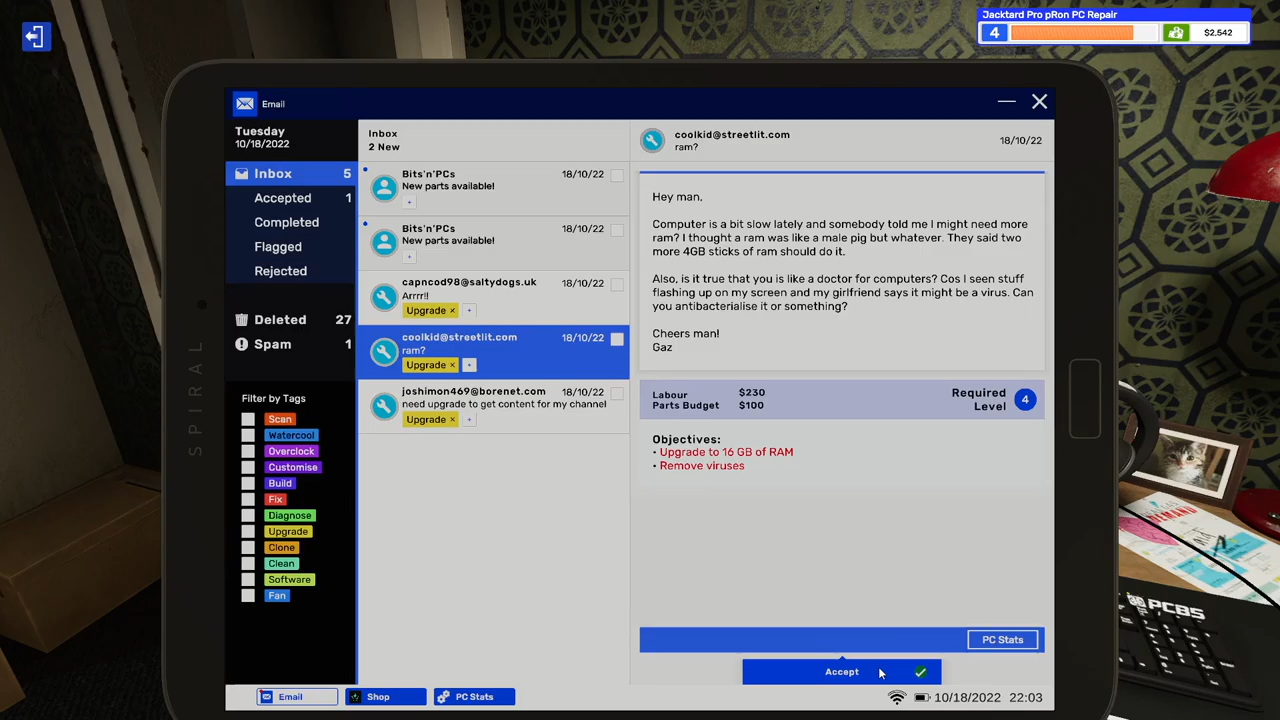 Jacktard Pro pRon PC Repair
4
$2,542
Email
Tuesday
10/18/2022
Inbox 5
Accepted 1
Completed
Flagged
Rejected
Deleted 27
Spam 1
Filter by Tags
Scan
Watercool
Overclock
Customise
Build
Fix
Diagnose
Upgrade
Clone
Clean
Software
Fan
Inbox
2 New
Bits'n'PCs 18/10/22
New parts available!
+
Bits'n'PCs 18/10/22
New parts available!
+
capncod98@saltydogs.uk 18/10/22
Arrrr!!
Upgrade × +
coolkid@streetlit.com 18/10/22
ram?
Upgrade × +
joshimon469@borenet.com 18/10/22
need upgrade to get content for my channel
Upgrade × +
coolkid@streetlit.com 18/10/22
ram?
Hey man,
Computer is a bit slow lately and somebody told me I might need more
ram? I thought a ram was like a male pig but whatever. They said two
more 4GB sticks of ram should do it.
Also, is it true that you is like a doctor for computers? Cos I seen stuff
flashing up on my screen and my girlfriend says it might be a virus. Can
you antibacterialise it or something?
Cheers man!
Gaz
Labour $230
Parts Budget $100
Required
Level 4
Objectives:
• Upgrade to 16 GB of RAM
• Remove viruses
PC Stats
Accept
Email
Shop
PC Stats
10/18/2022 22:03
SPIRAL
DEMAND
PCBS